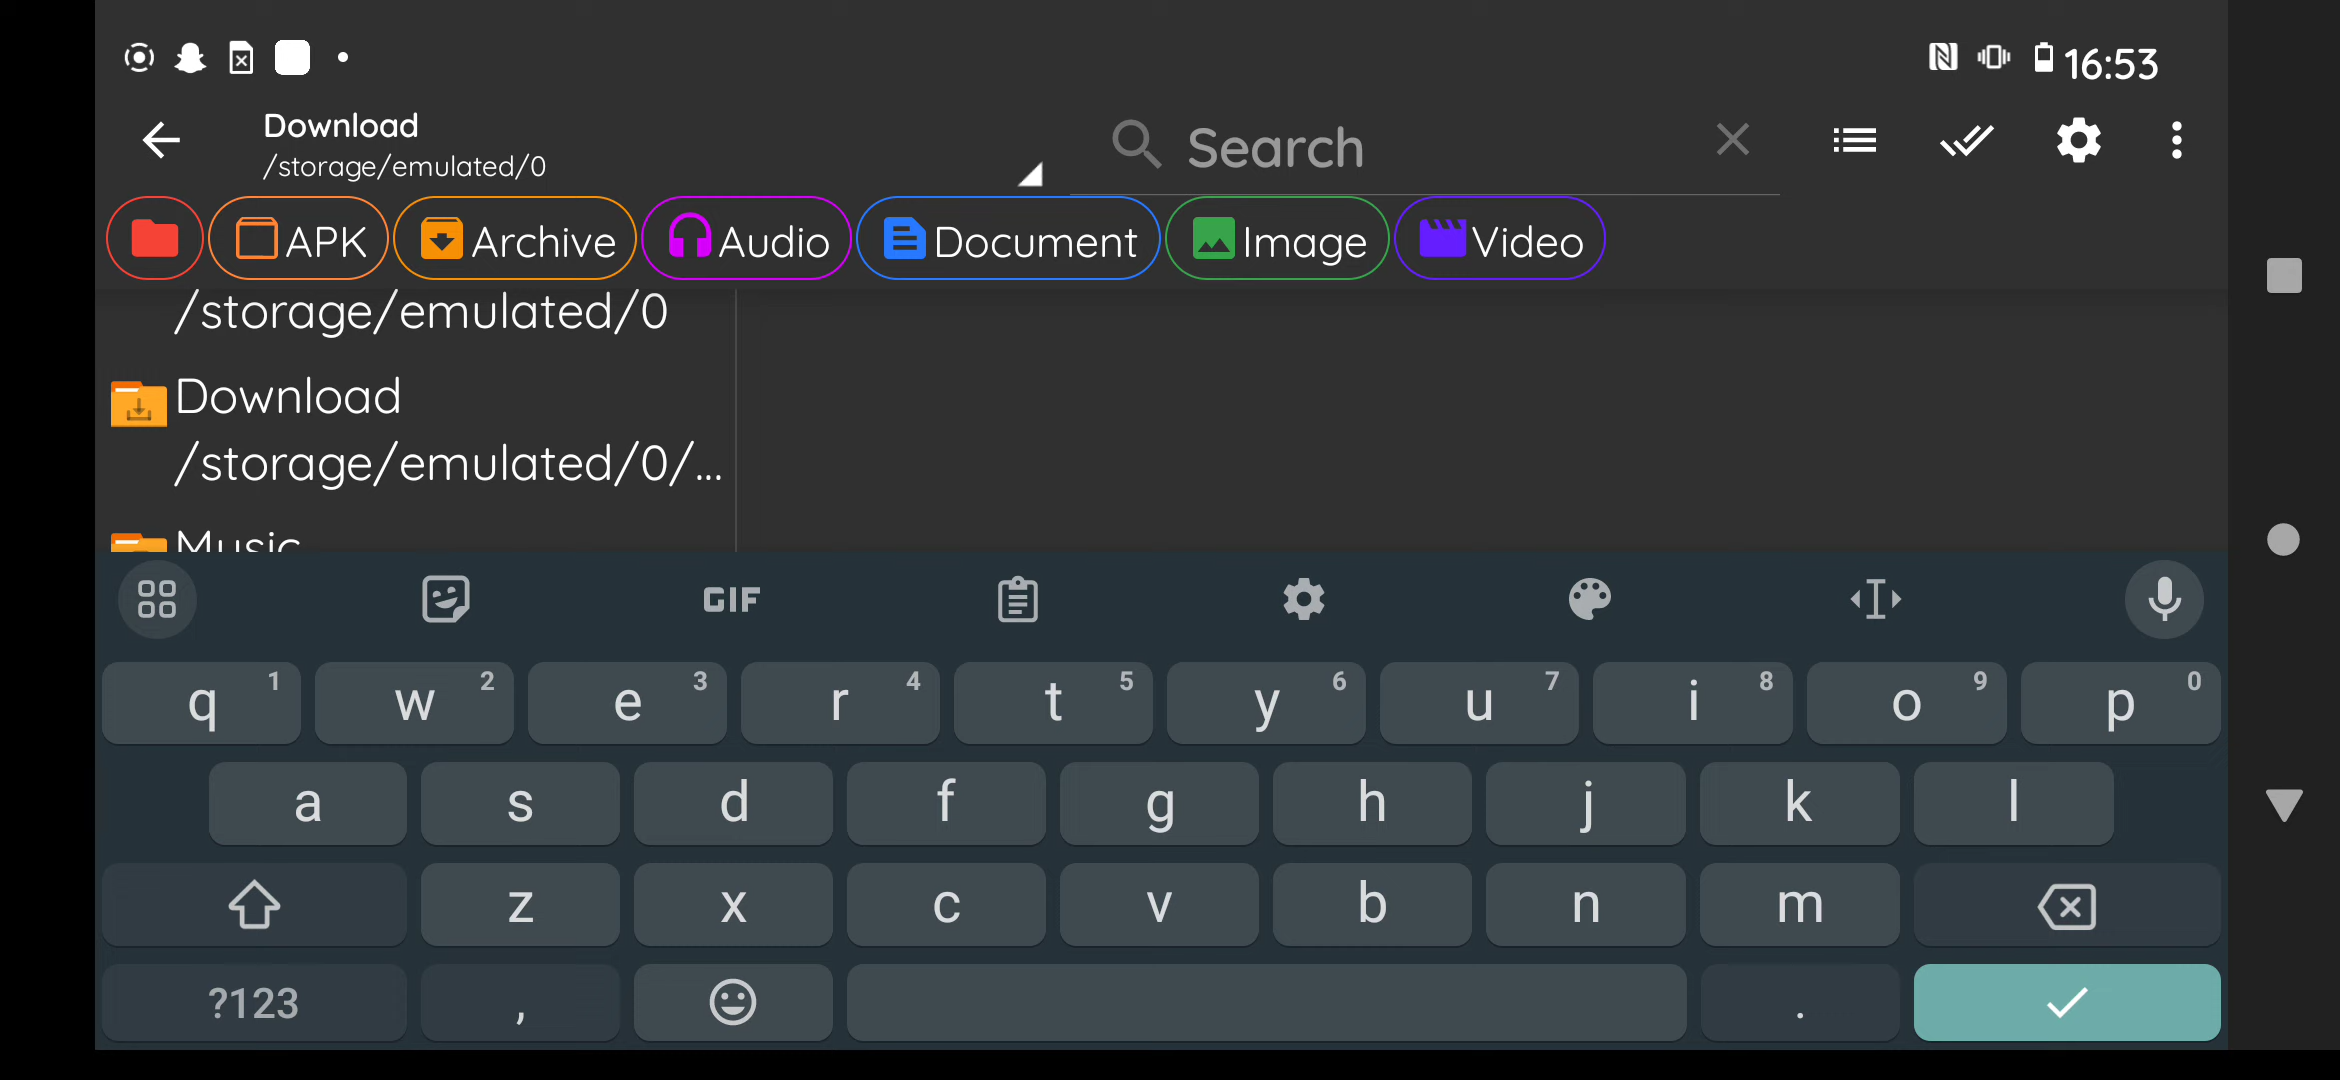 16:53
Download
/storage/emulated/0
Search
APK Archive Audio Document Image Video
/storage/emulated/0
Download
/storage/emulated/0/...
Music
GIF
q 1 w 2 e 3 r 4 t 5 y 6 u 7 i 8 o 9 p 0
a s d f g h j k l
z x c v b n m
?123 , .